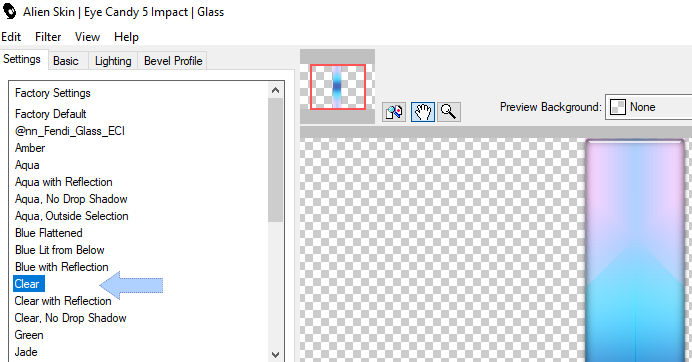 Alien Skin | Eye Candy 5 Impact | Glass
Edit Filter View Help
Settings Basic Lighting Bevel Profile
Factory Settings
Factory Default
@nn_Fendi_Glass_ECI
Amber
Aqua
Aqua with Reflection
Aqua, No Drop Shadow
Aqua, Outside Selection
Blue Flattened
Blue Lit from Below
Blue with Reflection
Clear
Clear with Reflection
Clear, No Drop Shadow
Green
Jade
Preview Background: None